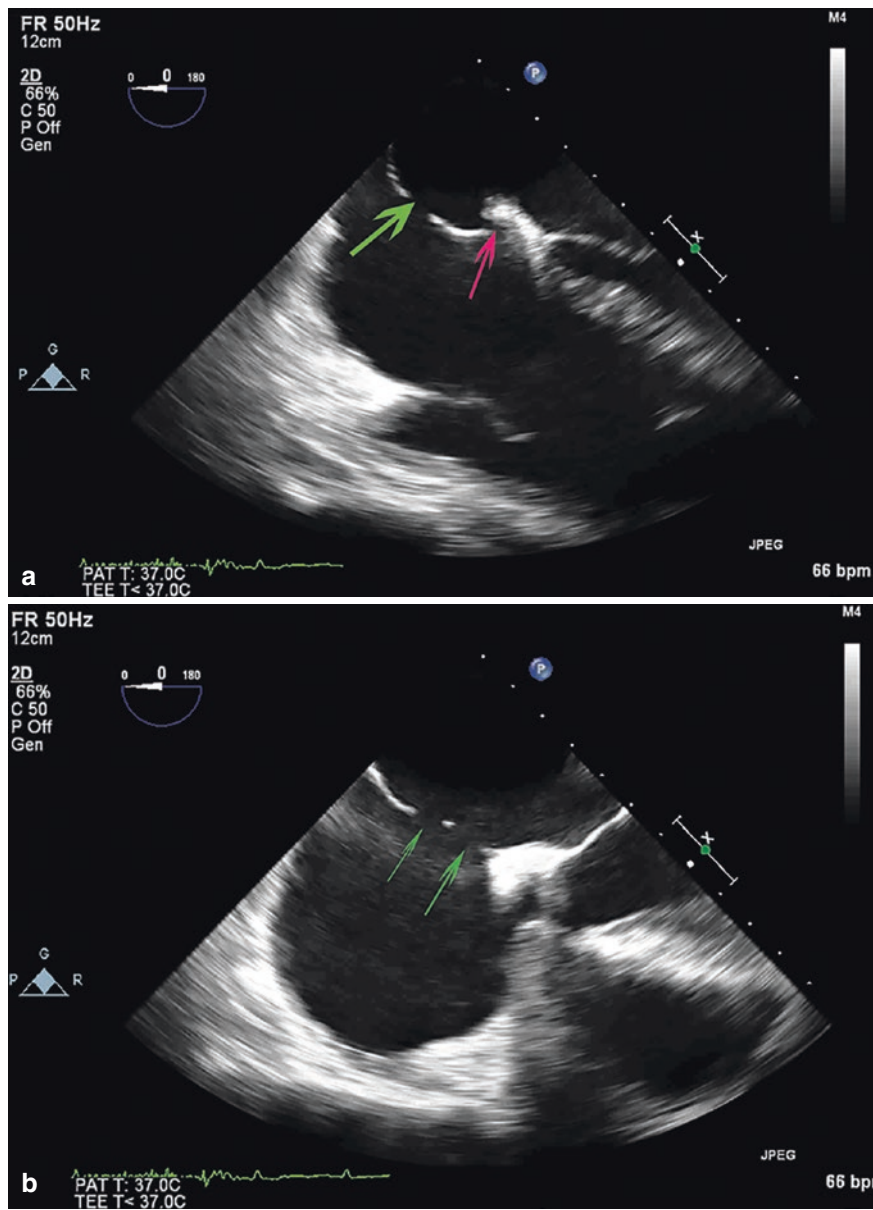 FR 50Hz
12cm
M4
2D
66%
C 50
P Off
Gen
0 0 180
P
X
G
P R
JPEG
a
PAT T: 37.0C
TEE T< 37.0C
66 bpm
FR 50Hz
12cm
M4
2D
66%
C 50
P Off
Gen
0 0 180
P
X
G
P R
JPEG
b
PAT T: 37.0C
TEE T< 37.0C
66 bp